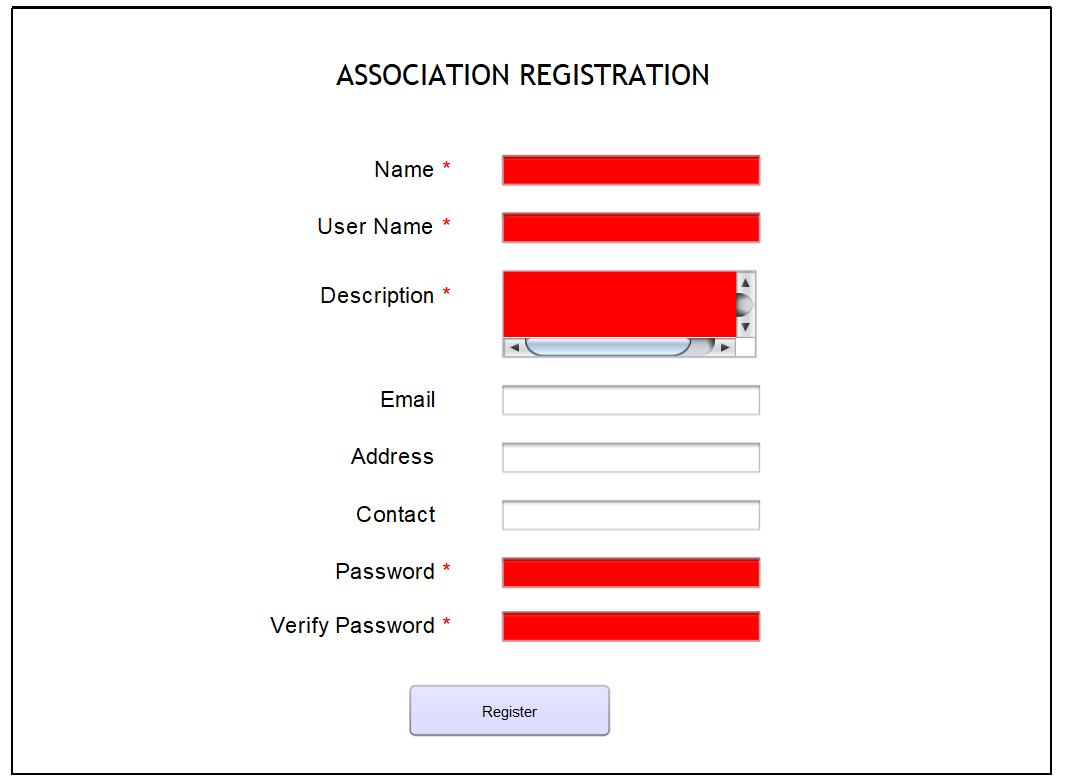 ASSOCIATION REGISTRATION
Name *
User Name *
Description *
Email
Address
Contact
Password *
Verify Password *
Register